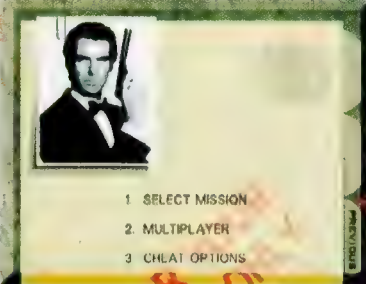 1 SELECT MISSION
2. MULTIPLAYER
3 CHEAT OPTIONS
PREVIOUS